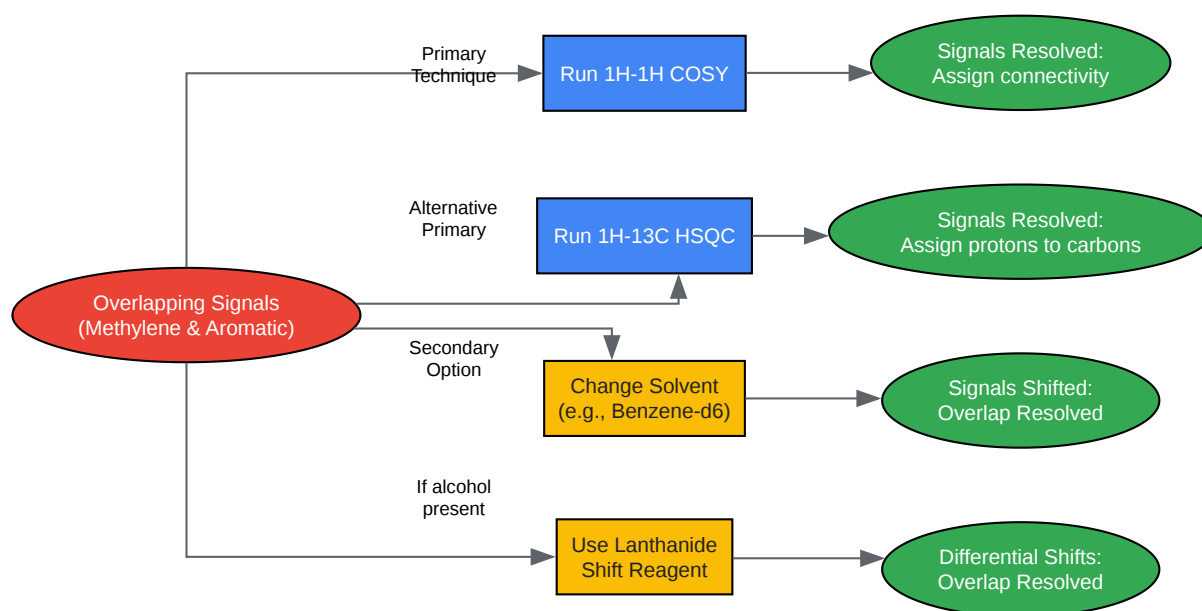 Primary
Technique
Run 1H-1H COSY
Signals Resolved:
Assign connectivity
Alternative
Primary
Run 1H-13C HSQC
Signals Resolved:
Assign protons to carbons
Overlapping Signals
(Methylene & Aromatic)
Secondary
Option
Change Solvent
(e.g., Benzene-d6)
Signals Shifted:
Overlap Resolved
If alcohol
present
Use Lanthanide
Shift Reagent
Differential Shifts:
Overlap Resolved